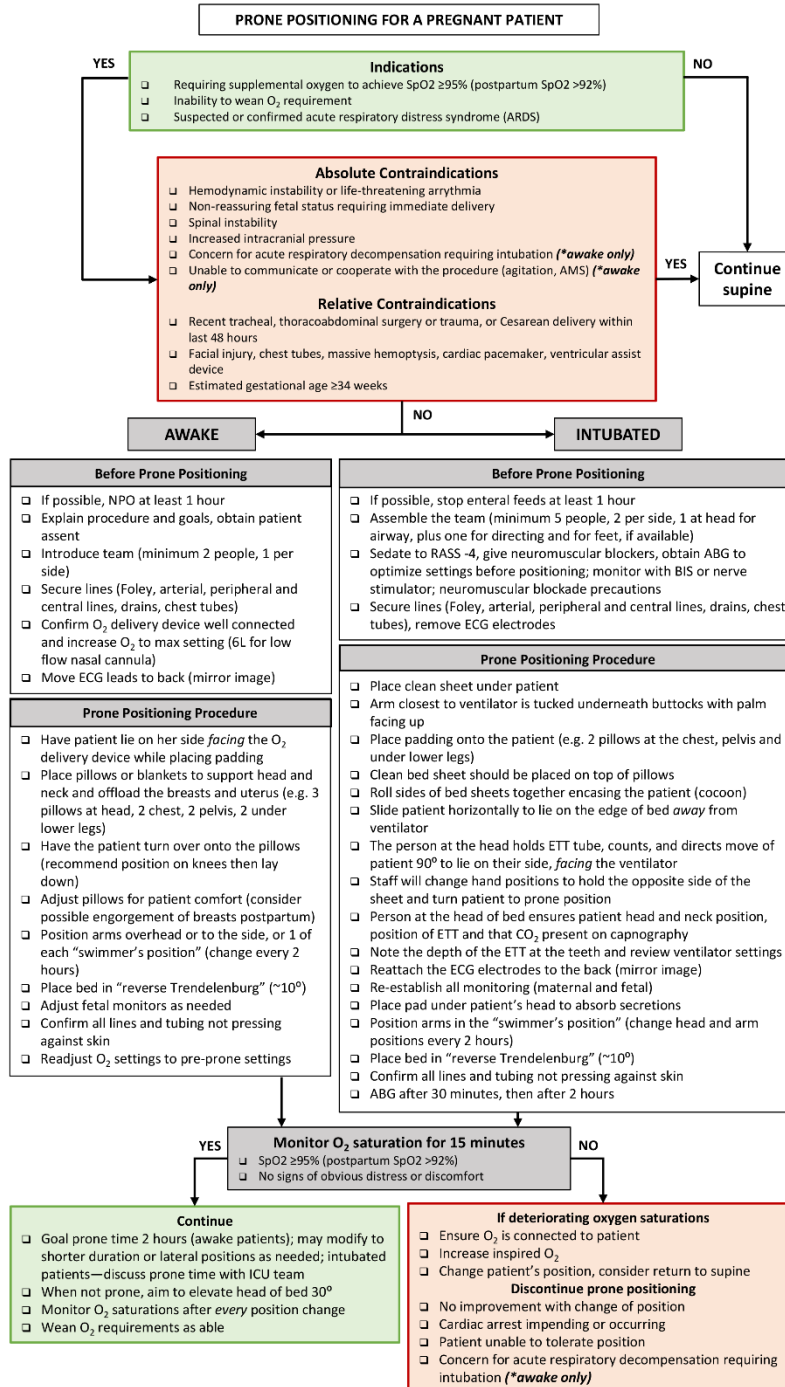 PRONE POSITIONING FOR A PREGNANT PATIENT
YES
NO
Indications
❑ Requiring supplemental oxygen to achieve SpO2 ≥95% (postpartum SpO2 >92%)
❑ Inability to wean O₂ requirement
❑ Suspected or confirmed acute respiratory distress syndrome (ARDS)
Absolute Contraindications
❑ Hemodynamic instability or life-threatening arrythmia
❑ Non-reassuring fetal status requiring immediate delivery
❑ Spinal instability
❑ Increased intracranial pressure
❑ Concern for acute respiratory decompensation requiring intubation (*awake only)
❑ Unable to communicate or cooperate with the procedure (agitation, AMS) (*awake
only)
Relative Contraindications
❑ Recent tracheal, thoracoabdominal surgery or trauma, or Cesarean delivery within
last 48 hours
❑ Facial injury, chest tubes, massive hemoptysis, cardiac pacemaker, ventricular assist
device
❑ Estimated gestational age ≥34 weeks
YES
Continue
supine
NO
AWAKE
INTUBATED
Before Prone Positioning
❑ If possible, NPO at least 1 hour
❑ Explain procedure and goals, obtain patient
assent
❑ Introduce team (minimum 2 people, 1 per
side)
❑ Secure lines (Foley, arterial, peripheral and
central lines, drains, chest tubes)
❑ Confirm O₂ delivery device well connected
and increase O₂ to max setting (6L for low
flow nasal cannula)
❑ Move ECG leads to back (mirror image)
Prone Positioning Procedure
❑ Have patient lie on her side facing the O₂
delivery device while placing padding
❑ Place pillows or blankets to support head and
neck and offload the breasts and uterus (e.g. 3
pillows at head, 2 chest, 2 pelvis, 2 under
lower legs)
❑ Have the patient turn over onto the pillows
(recommend position on knees then lay
down)
❑ Adjust pillows for patient comfort (consider
possible engorgement of breasts postpartum)
❑ Position arms overhead or to the side, or 1 of
each “swimmer’s position” (change every 2
hours)
❑ Place bed in “reverse Trendelenburg” (~10⁰)
❑ Adjust fetal monitors as needed
❑ Confirm all lines and tubing not pressing
against skin
❑ Readjust O₂ settings to pre-prone settings
Before Prone Positioning
❑ If possible, stop enteral feeds at least 1 hour
❑ Assemble the team (minimum 5 people, 2 per side, 1 at head for
airway, plus one for directing and for feet, if available)
❑ Sedate to RASS -4, give neuromuscular blockers, obtain ABG to
optimize settings before positioning; monitor with BIS or nerve
stimulator; neuromuscular blockade precautions
❑ Secure lines (Foley, arterial, peripheral and central lines, drains, chest
tubes), remove ECG electrodes
Prone Positioning Procedure
❑ Place clean sheet under patient
❑ Arm closest to ventilator is tucked underneath buttocks with palm
facing up
❑ Place padding onto the patient (e.g. 2 pillows at the chest, pelvis and
under lower legs)
❑ Clean bed sheet should be placed on top of pillows
❑ Roll sides of bed sheets together encasing the patient (cocoon)
❑ Slide patient horizontally to lie on the edge of bed away from
ventilator
❑ The person at the head holds ETT tube, counts, and directs move of
patient 90⁰ to lie on their side, facing the ventilator
❑ Staff will change hand positions to hold the opposite side of the
sheet and turn patient to prone position
❑ Person at the head of bed ensures patient head and neck position,
position of ETT and that CO₂ present on capnography
❑ Note the depth of the ETT at the teeth and review ventilator settings
❑ Reattach the ECG electrodes to the back (mirror image)
❑ Re-establish all monitoring (maternal and fetal)
❑ Place pad under patient’s head to absorb secretions
❑ Position arms in the “swimmer’s position” (change head and arm
positions every 2 hours)
❑ Place bed in “reverse Trendelenburg” (~10⁰)
❑ Confirm all lines and tubing not pressing against skin
❑ ABG after 30 minutes, then after 2 hours
YES
Monitor O₂ saturation for 15 minutes
❑ SpO2 ≥95% (postpartum SpO2 >92%)
❑ No signs of obvious distress or discomfort
NO
Continue
❑ Goal prone time 2 hours (awake patients); may modify to
shorter duration or lateral positions as needed; intubated
patients—discuss prone time with ICU team
❑ When not prone, aim to elevate head of bed 30⁰
❑ Monitor O₂ saturations after every position change
❑ Wean O₂ requirements as able
If deteriorating oxygen saturations
❑ Ensure O₂ is connected to patient
❑ Increase inspired O₂
❑ Change patient’s position, consider return to supine
Discontinue prone positioning
❑ No improvement with change of position
❑ Cardiac arrest impending or occurring
❑ Patient unable to tolerate position
❑ Concern for acute respiratory decompensation requiring
intubation (*awake only)